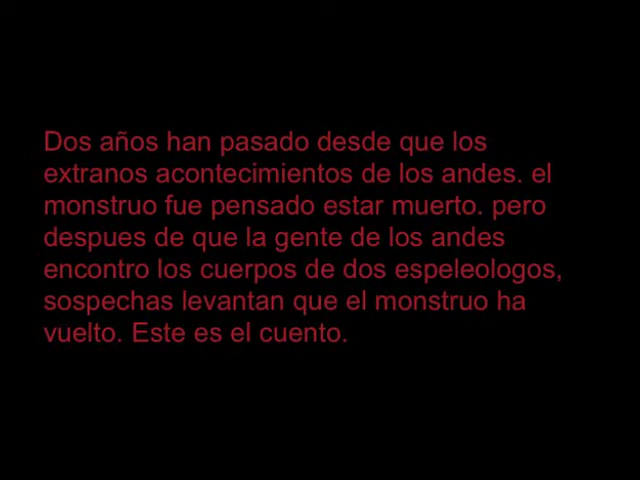 Dos años han pasado desde que los
extranos acontecimientos de los andes. el
monstruo fue pensado estar muerto. pero
despues de que la gente de los andes
encontro los cuerpos de dos espeleologos,
sospechas levantan que el monstruo ha
vuelto. Este es el cuento.